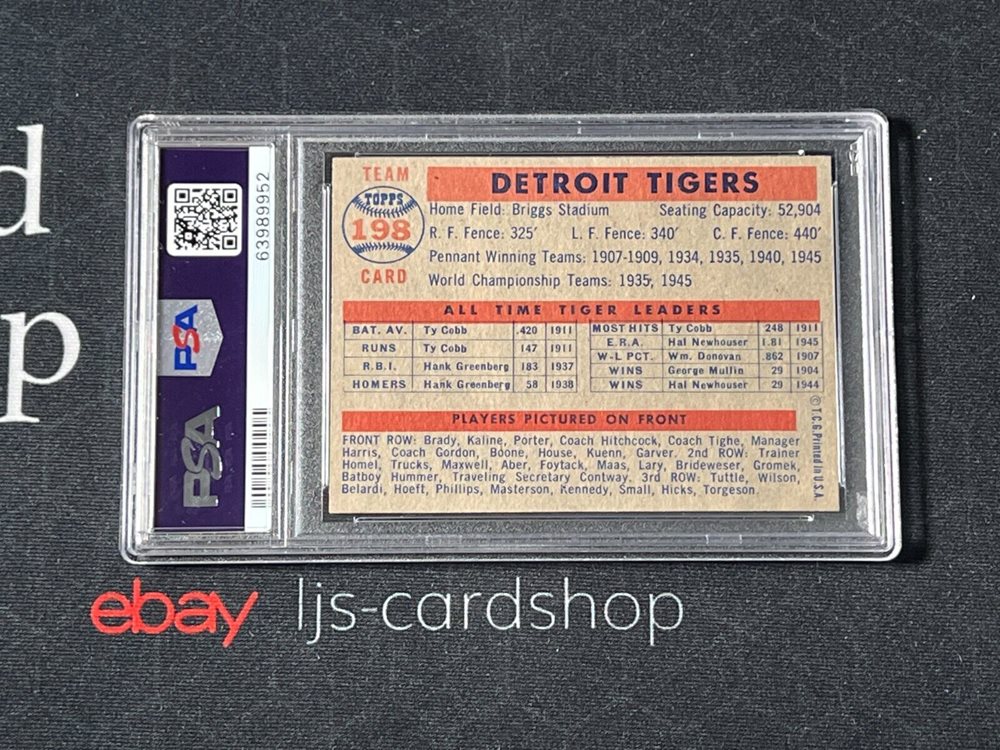 d
p
63989952
PSA
PSA
TEAM
TOPPS
198
CARD
DETROIT TIGERS
Home Field: Briggs Stadium Seating Capacity: 52,904
R. F. Fence: 325′ L. F. Fence: 340′ C. F. Fence: 440′
Pennant Winning Teams: 1907-1909, 1934, 1935, 1940, 1945
World Championship Teams: 1935, 1945
ALL TIME TIGER LEADERS
BAT. AV. Ty Cobb .420 1911 MOST HITS Ty Cobb 248 1911
RUNS Ty Cobb 147 1911 E.R.A. Hal Newhouser 1.81 1945
R.B.I. Hank Greenberg 183 1937 W-L PCT. Wm. Donovan .862 1907
HOMERS Hank Greenberg 58 1938 WINS George Mullin 29 1904
WINS Hal Newhouser 29 1944
PLAYERS PICTURED ON FRONT
FRONT ROW: Brady, Kaline, Porter, Coach Hitchcock, Coach Tighe, Manager
Harris, Coach Gordon, Boone, House, Kuenn, Garver. 2nd ROW: Trainer
Homel, Trucks, Maxwell, Aber, Foytack, Maas, Lary, Brideweser, Gromek,
Batboy Hummer, Traveling Secretary Contway. 3rd ROW: Tuttle, Wilson,
Belardi, Hoeft, Phillips, Masterson, Kennedy, Small, Hicks, Torgeson.
© T.C.G. Printed in U.S.A.
ebay ljs-cardshop